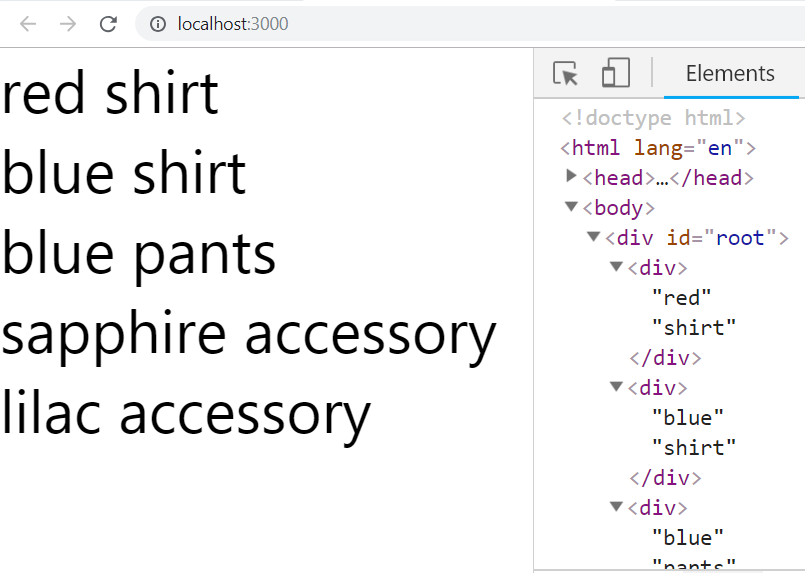 localhost:3000
red shirt
blue shirt
blue pants
sapphire accessory
lilac accessory
Elements
<!doctype html>
<html lang="en">
<head>…</head>
<body>
<div id="root">
<div>
"red"
"shirt"
</div>
<div>
"blue"
"shirt"
</div>
<div>
"blue"
"pants"